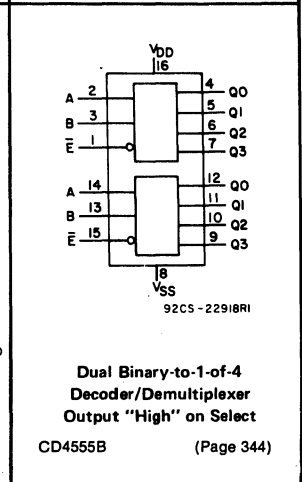 VDD
16
A 2 4 Q0
B 3 5 Q1
6 Q2
E̅ 1 7 Q3
A 14 12 Q0
B 13 11 Q1
10 Q2
E̅ 15 9 Q3
8
VSS
92CS-22918R1
Dual Binary-to-1-of-4
Decoder/Demultiplexer
Output "High" on Select
CD4555B (Page 344)